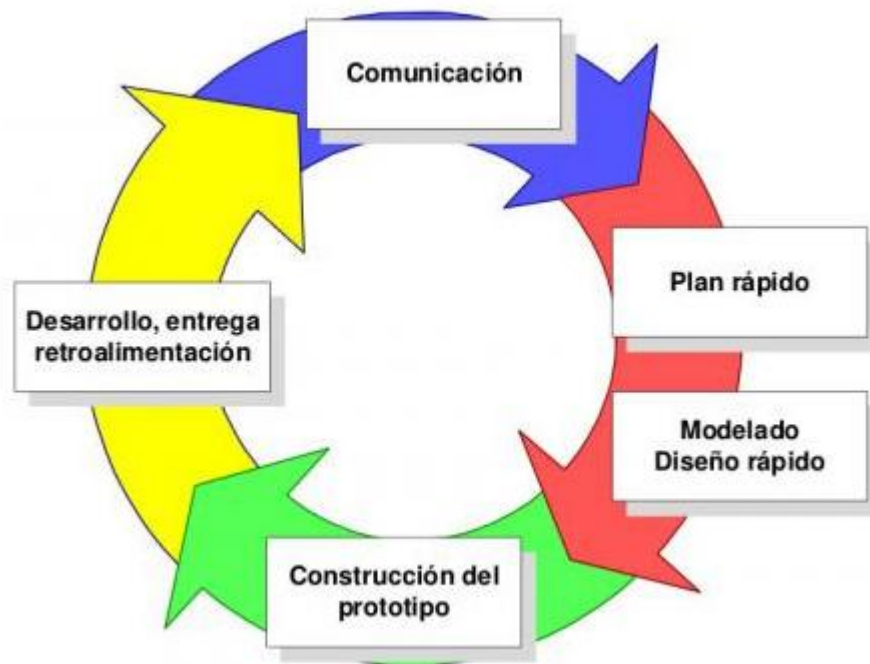 Comunicación
Plan rápido
Modelado
Diseño rápido
Construcción del
prototipo
Desarrollo, entrega
retroalimentación